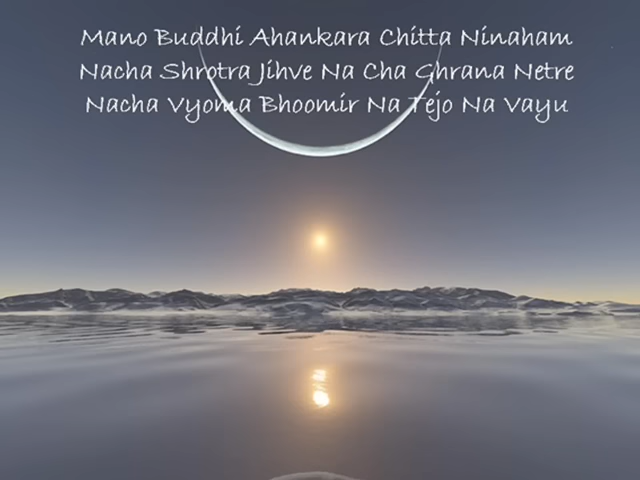 Mano Buddhi Ahankara Chitta Ninaham
Nacha Shrotra Jihve Na Cha Ghrana Netre
Nacha Vyoma Bhoomir Na Tejo Na Vayu